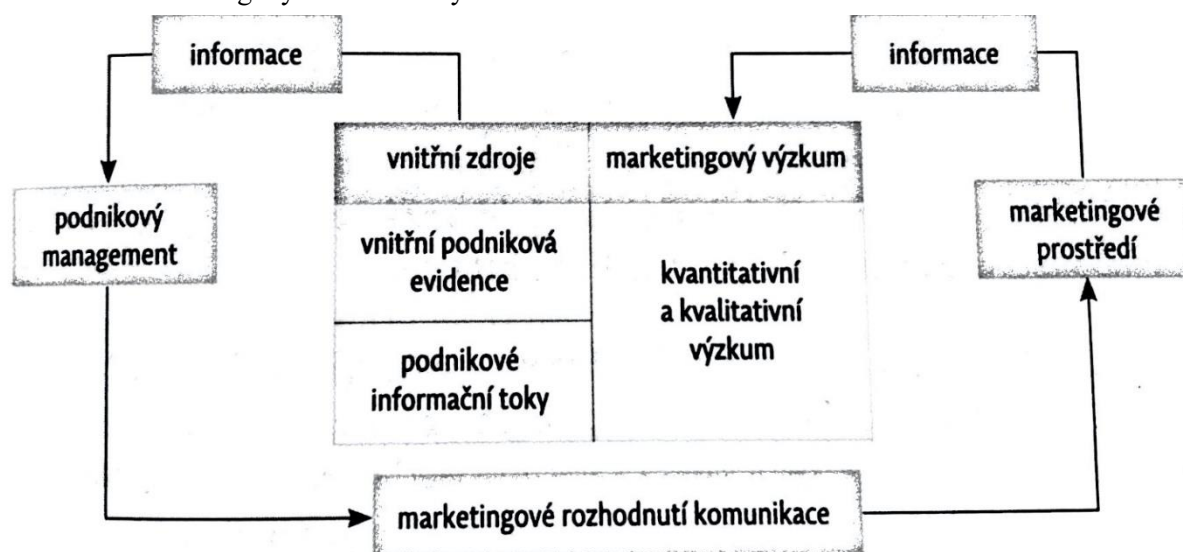 informace
informace
vnitřní zdroje
marketingový výzkum
podnikový
management
vnitřní podniková
evidence
kvantitativní
a kvalitativní
výzkum
marketingové
prostředí
podnikové
informační toky
marketingové rozhodnutí komunikace